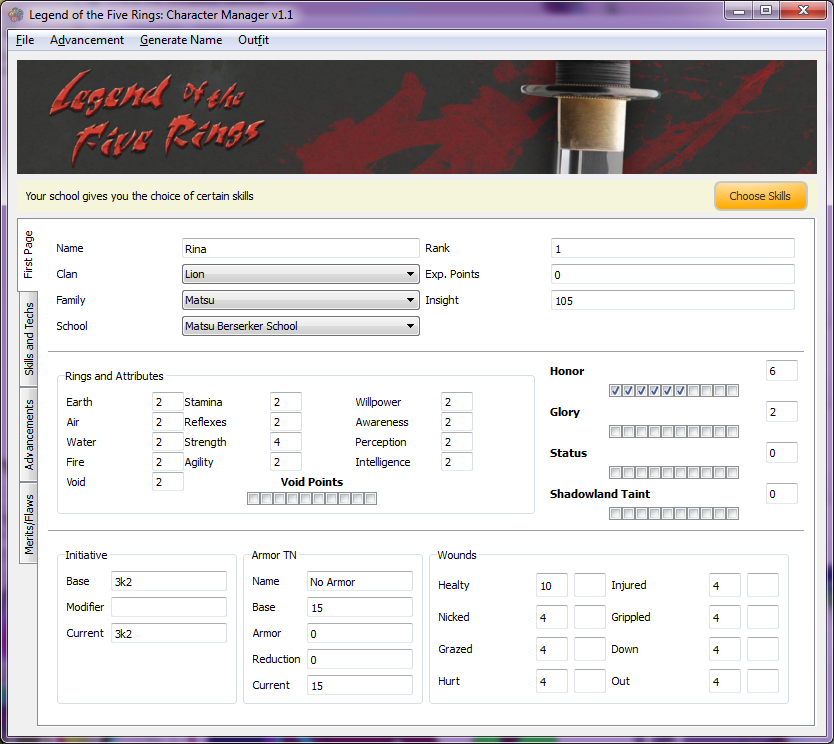 Legend of the Five Rings: Character Manager v1.1
File Advancement Generate Name Outfit
Legend of the
Five Rings
Your school gives you the choice of certain skills Choose Skills
First Page
Skills and Techs
Advancements
Merits/Flaws
Name Rina Rank 1
Clan Lion Exp. Points 0
Family Matsu Insight 105
School Matsu Berserker School
Rings and Attributes
Earth 2 Stamina 2 Willpower 2
Air 2 Reflexes 2 Awareness 2
Water 2 Strength 4 Perception 2
Fire 2 Agility 2 Intelligence 2
Void 2 Void Points
Honor 6
Glory 2
Status 0
Shadowland Taint 0
Initiative
Base 3k2
Modifier
Current 3k2
Armor TN
Name No Armor
Base 15
Armor 0
Reduction 0
Current 15
Wounds
Healty 10 Injured 4
Nicked 4 Grippled 4
Grazed 4 Down 4
Hurt 4 Out 4